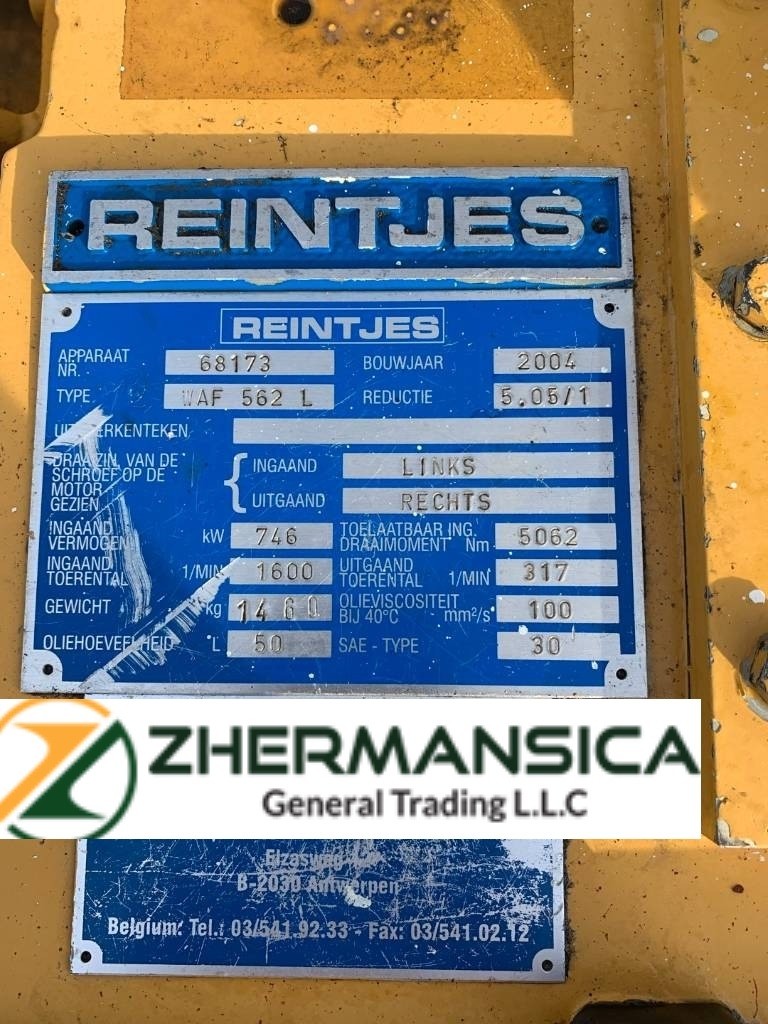 REINTJES
REINTJES
APPARAAT NR. 68173 BOUWJAAR 2004
TYPE WAF 562 L REDUCTIE 5.05/1
DRAAIZIN VAN DE SCHROEF OP DE MOTOR GEZIEN
INGAAND LINKS
UITGAAND RECHTS
INGAAND VERMOGEN kW 746 TOELAATBAAR ING. DRAAIMOMENT Nm 5062
INGAAND TOERENTAL 1/MIN 1600 UITGAAND TOERENTAL 1/MIN 317
GEWICHT kg 1460 OLIEVISCOSITEIT BIJ 40°C mm²/s 100
OLIEHOEVEELHEID L 50 SAE - TYPE 30
ZHERMANSICA
General Trading L.L.C
B-2030 Antwerpen
Belgium: Tel.: 03/541.92.33 - Fax: 03/541.02.12